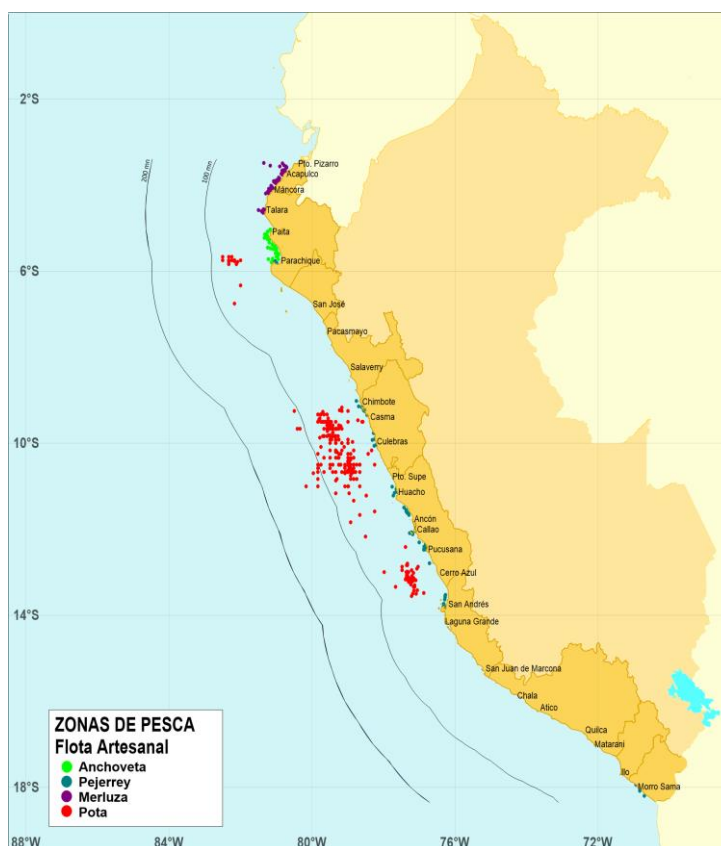 2°S
200 mn
100 mn
Pto. Pizarro
Acapulco
Máncora
Talara
Paita
6°S
Parachique
San José
Pacasmayo
Salaverry
Chimbote
Casma
10°S
Culebras
Pto. Supe
Huacho
Ancón
Callao
Pucusana
Cerro Azul
14°S
San Andrés
Laguna Grande
San Juan de Marcona
Chala
Atico
Quilca
Matarani
Ilo
18°S
Morro Sama
ZONAS DE PESCA
Flota Artesanal
Anchoveta
Pejerrey
Merluza
Pota
88°W
84°W
80°W
76°W
72°W